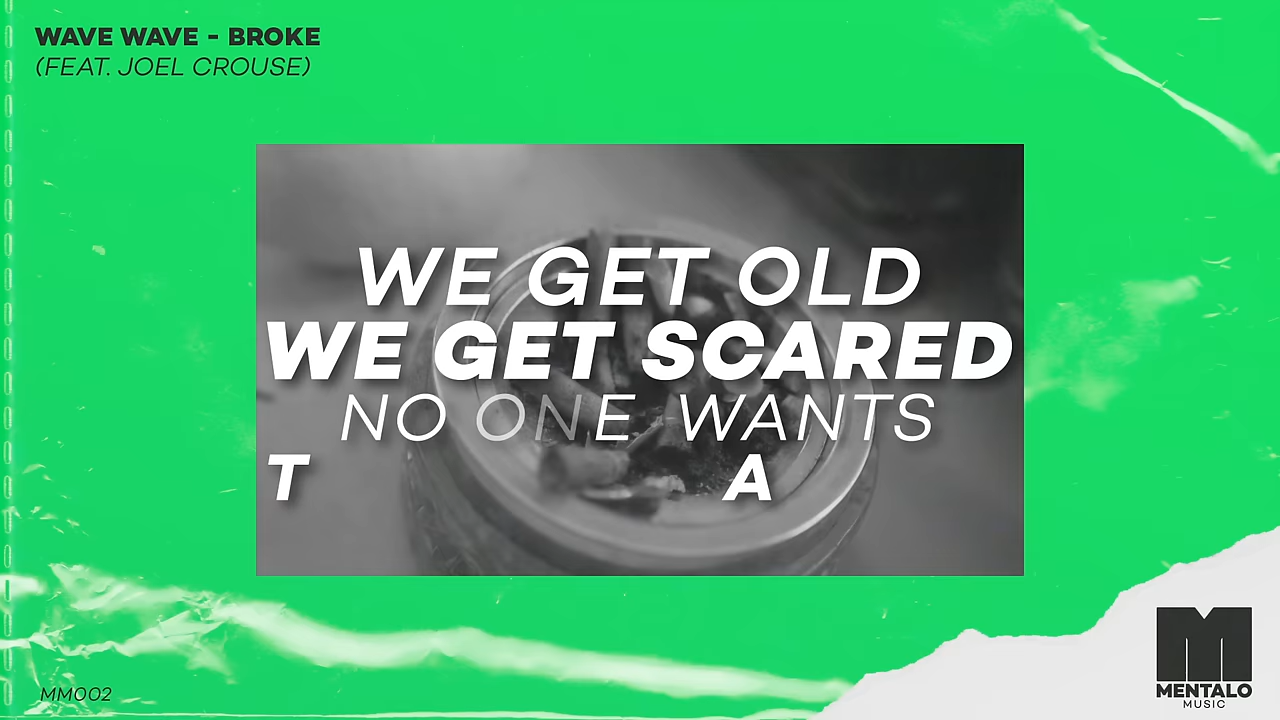 WAVE WAVE - BROKE
(FEAT. JOEL CROUSE)
WE GET OLD
WE GET SCARED
NO ONE WANTS
T A
MM002
M
MENTALO
MUSIC